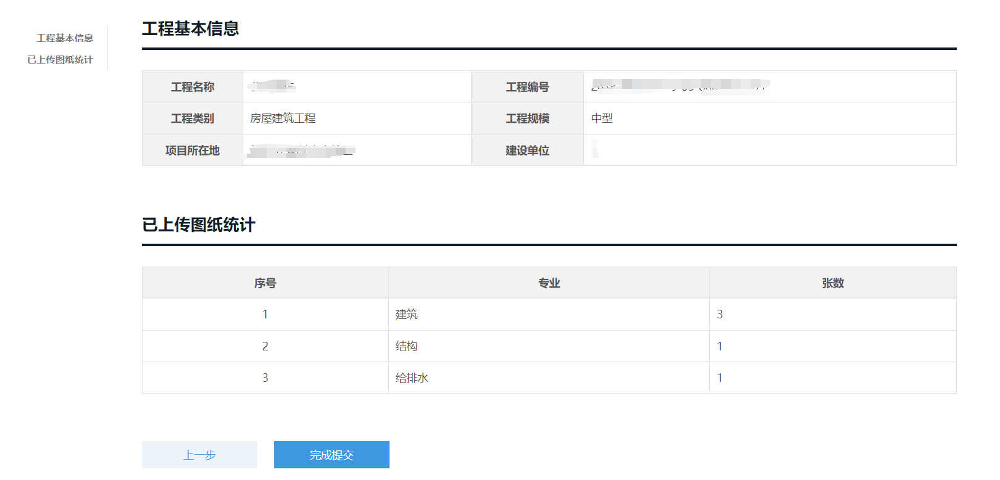 工程基本信息
已上传图纸统计
工程基本信息
工程名称
工程编号
工程类别 房屋建筑工程 工程规模 中型
项目所在地
建设单位
已上传图纸统计
序号 专业 张数
1 建筑 3
2 结构 1
3 给排水 1
上一步 完成提交